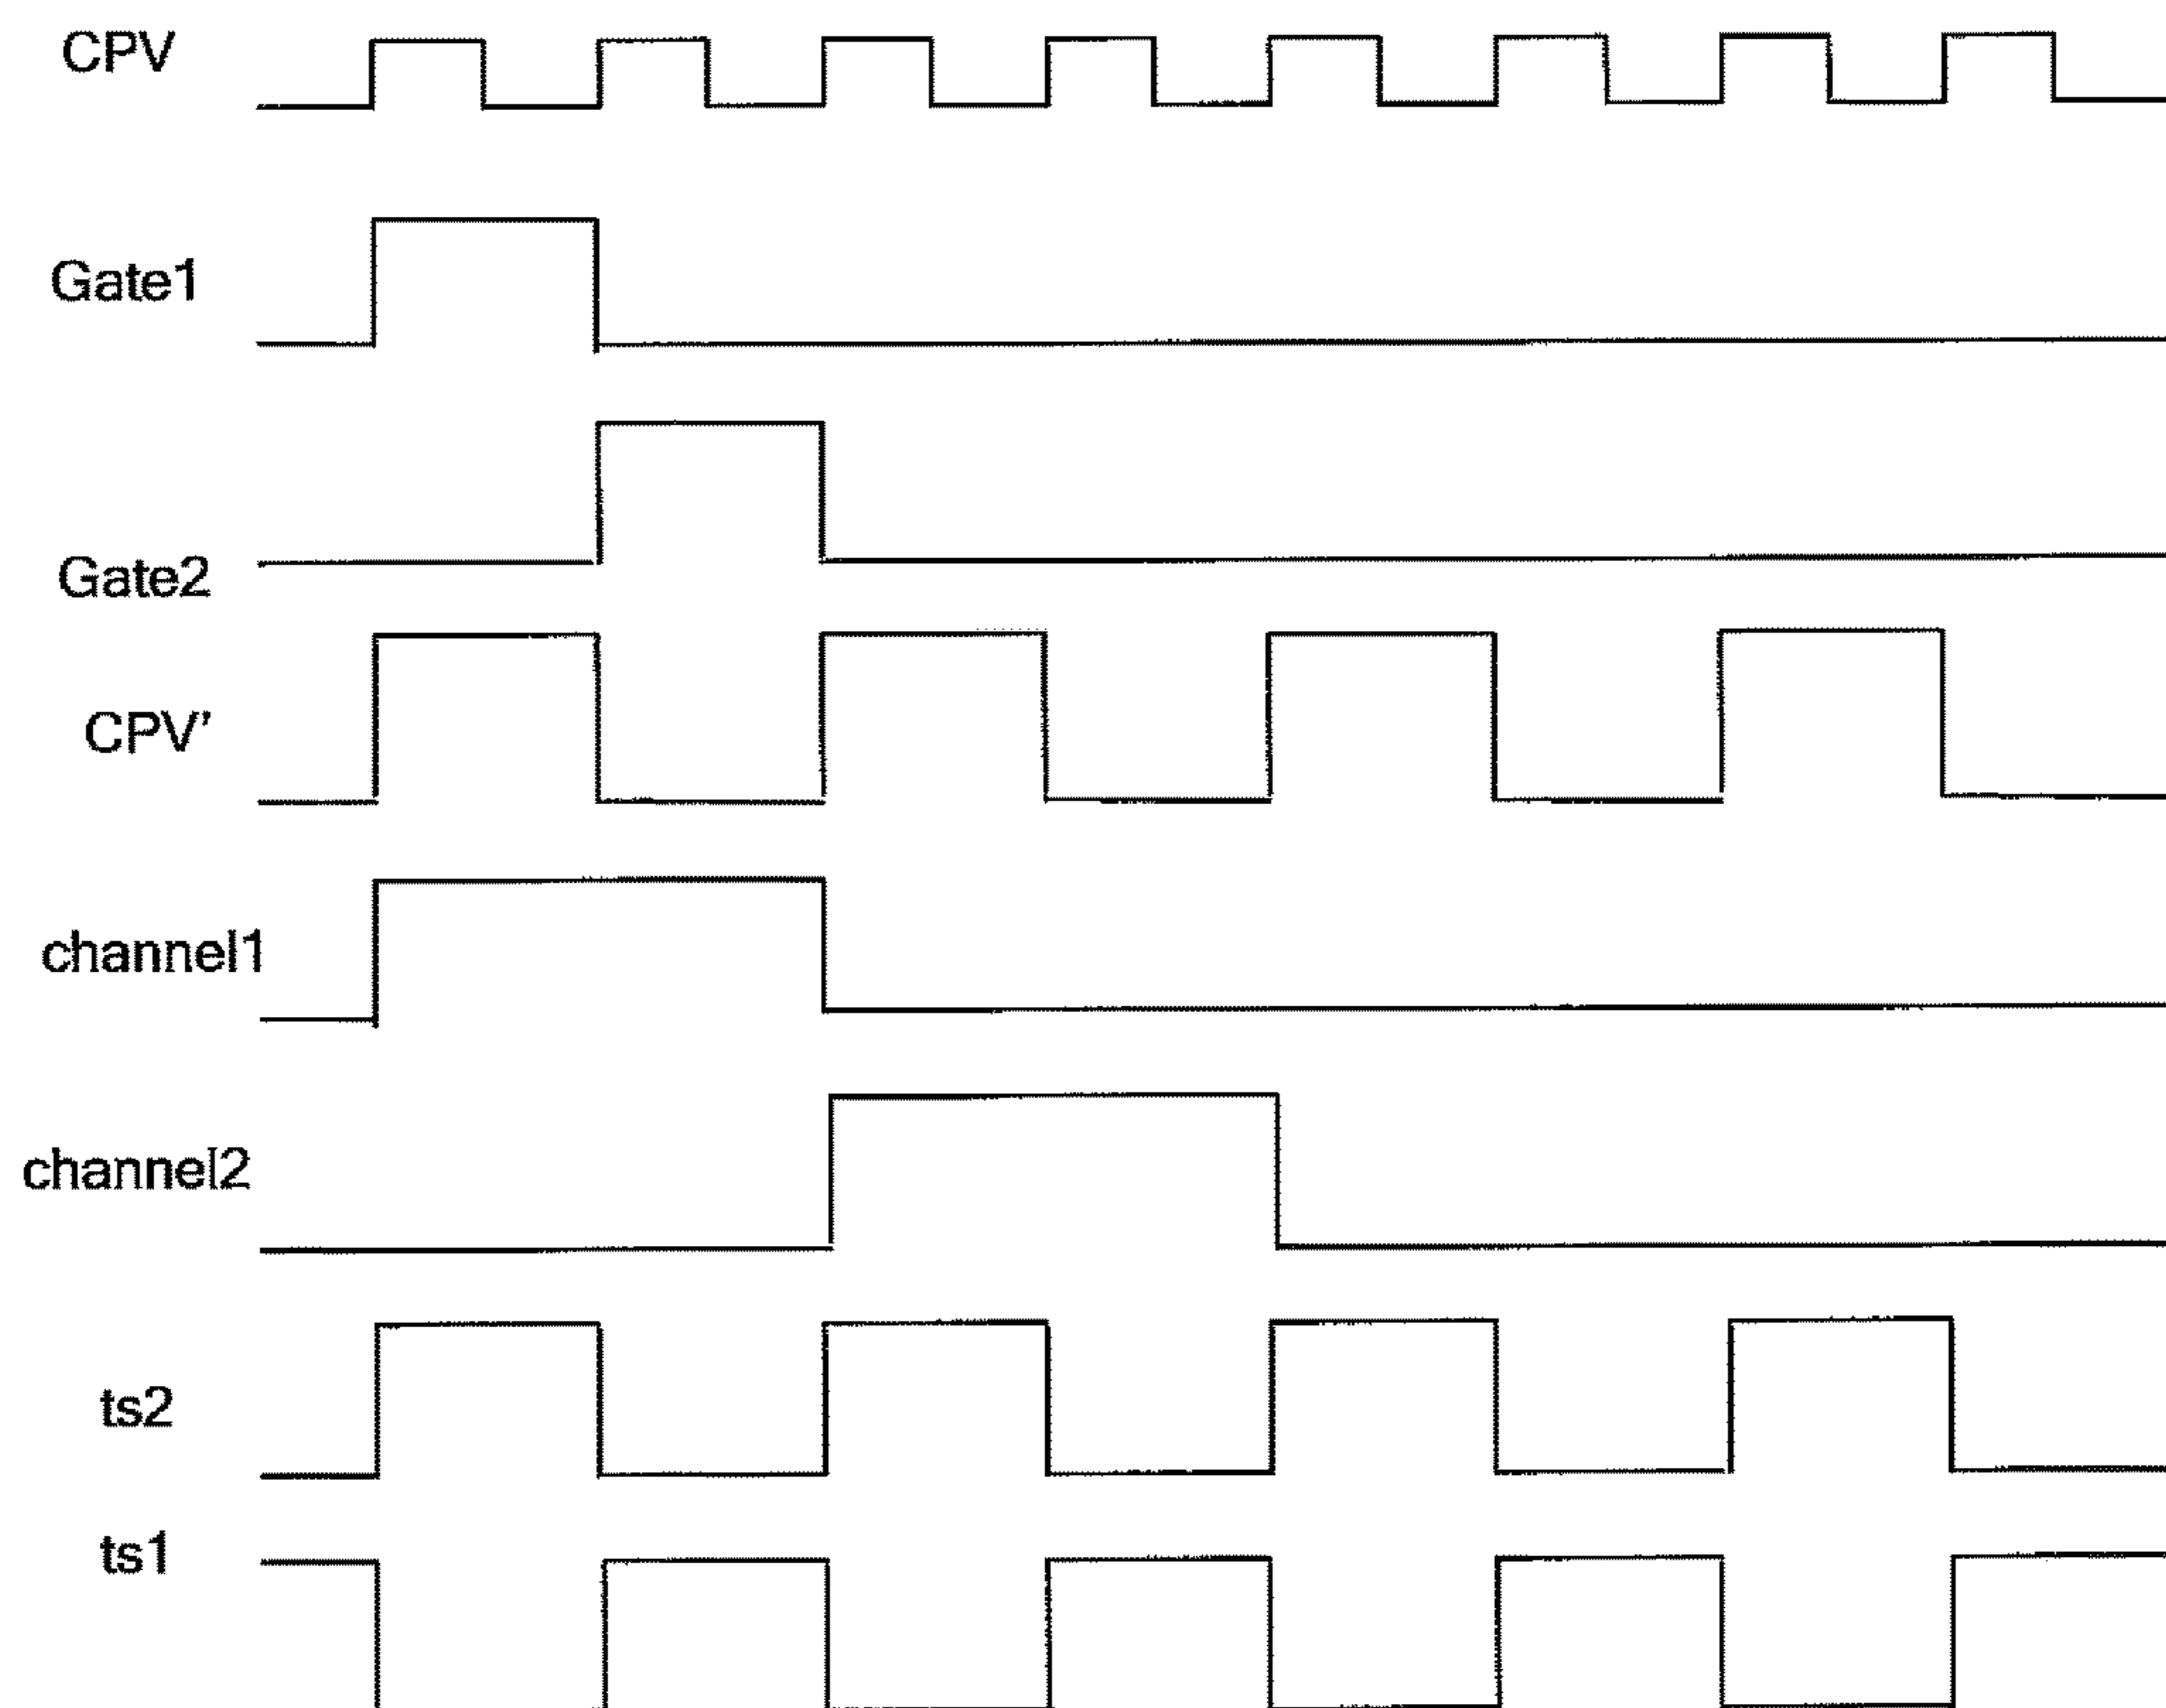 CPV
Gate1
Gate2
CPV'
channel1
channel2
ts2
ts1